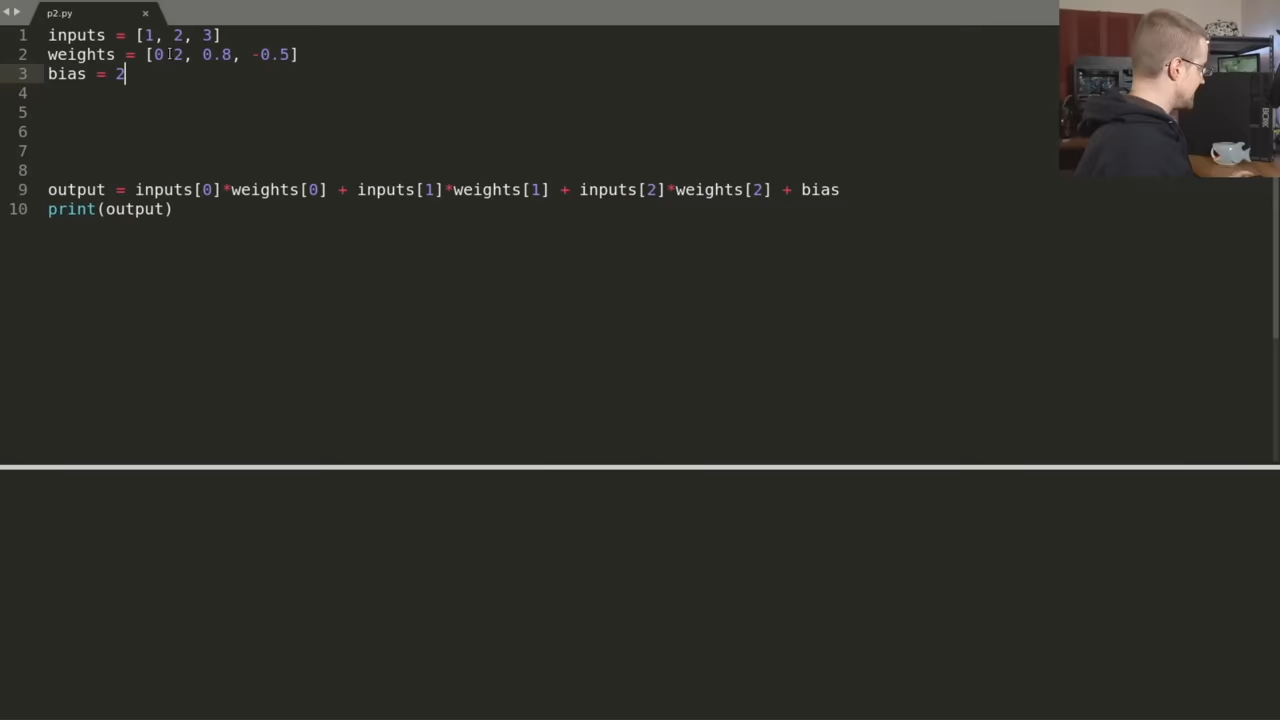 p2.py ×
1 inputs = [1, 2, 3]
2 weights = [0.2, 0.8, -0.5]
3 bias = 2
4
5
6
7
8
9 output = inputs[0]*weights[0] + inputs[1]*weights[1] + inputs[2]*weights[2] + bias
10 print(output)